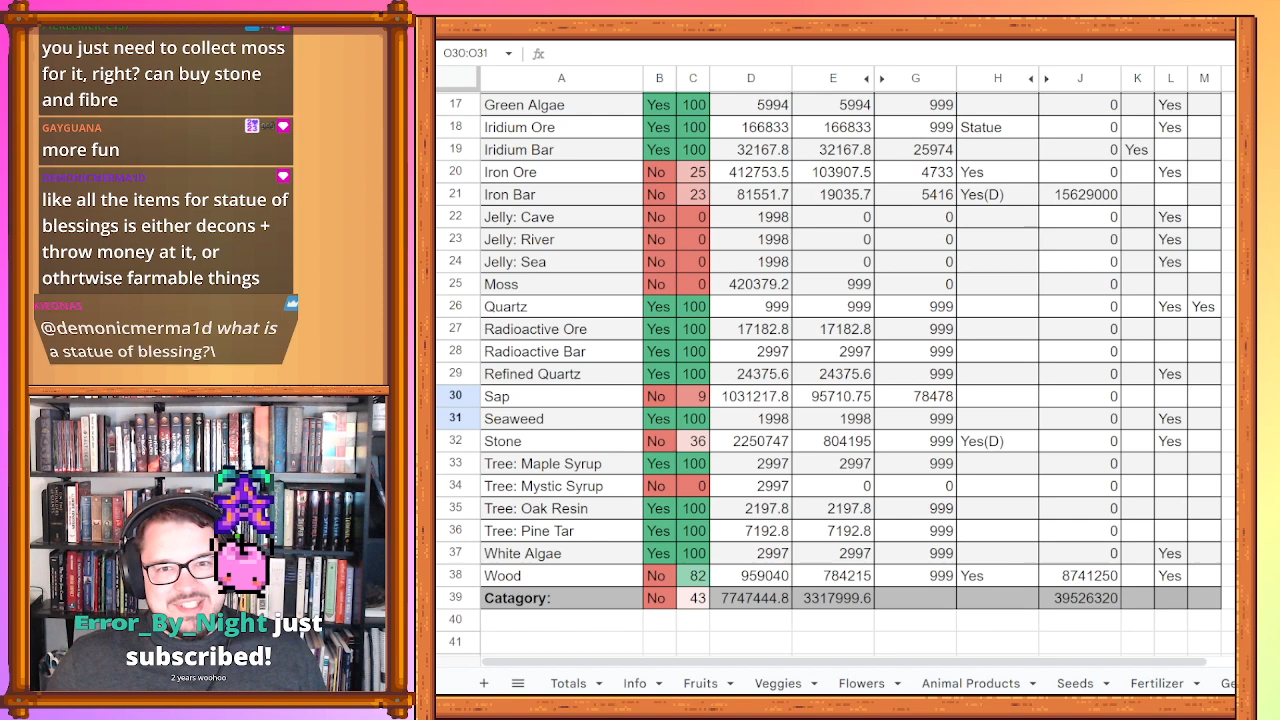 you just need to collect moss
for it, right? can buy stone
and fibre
GAYGUANA
more fun
DEMONICMERMA1D
like all the items for statue of
blessings is either decons +
throw money at it, or
othrtwise farmable things
@demonicmerma1d what is
a statue of blessing?\
Error_By_Night just
subscribed!
2 years woohoo
O30:O31 fx
A B C D E G H J K L M
17 Green Algae Yes 100 5994 5994 999 0 Yes
18 Iridium Ore Yes 100 166833 166833 999 Statue 0 Yes
19 Iridium Bar Yes 100 32167.8 32167.8 25974 0 Yes
20 Iron Ore No 25 412753.5 103907.5 4733 Yes 0 Yes
21 Iron Bar No 23 81551.7 19035.7 5416 Yes(D) 15629000
22 Jelly: Cave No 0 1998 0 0 0 Yes
23 Jelly: River No 0 1998 0 0 0 Yes
24 Jelly: Sea No 0 1998 0 0 0 Yes
25 Moss No 0 420379.2 999 0 0
26 Quartz Yes 100 999 999 999 0 Yes Yes
27 Radioactive Ore Yes 100 17182.8 17182.8 999 0
28 Radioactive Bar Yes 100 2997 2997 999 0
29 Refined Quartz Yes 100 24375.6 24375.6 999 0 Yes
30 Sap No 9 1031217.8 95710.75 78478 0
31 Seaweed Yes 100 1998 1998 999 0 Yes
32 Stone No 36 2250747 804195 999 Yes(D) 0 Yes
33 Tree: Maple Syrup Yes 100 2997 2997 999 0
34 Tree: Mystic Syrup No 0 2997 0 0 0
35 Tree: Oak Resin Yes 100 2197.8 2197.8 999 0
36 Tree: Pine Tar Yes 100 7192.8 7192.8 999 0
37 White Algae Yes 100 2997 2997 999 0 Yes
38 Wood No 82 959040 784215 999 Yes 8741250 Yes
39 Catagory: No 43 7747444.8 3317999.6 39526320
40
41
+ Totals Info Fruits Veggies Flowers Animal Products Seeds Fertilizer Ge